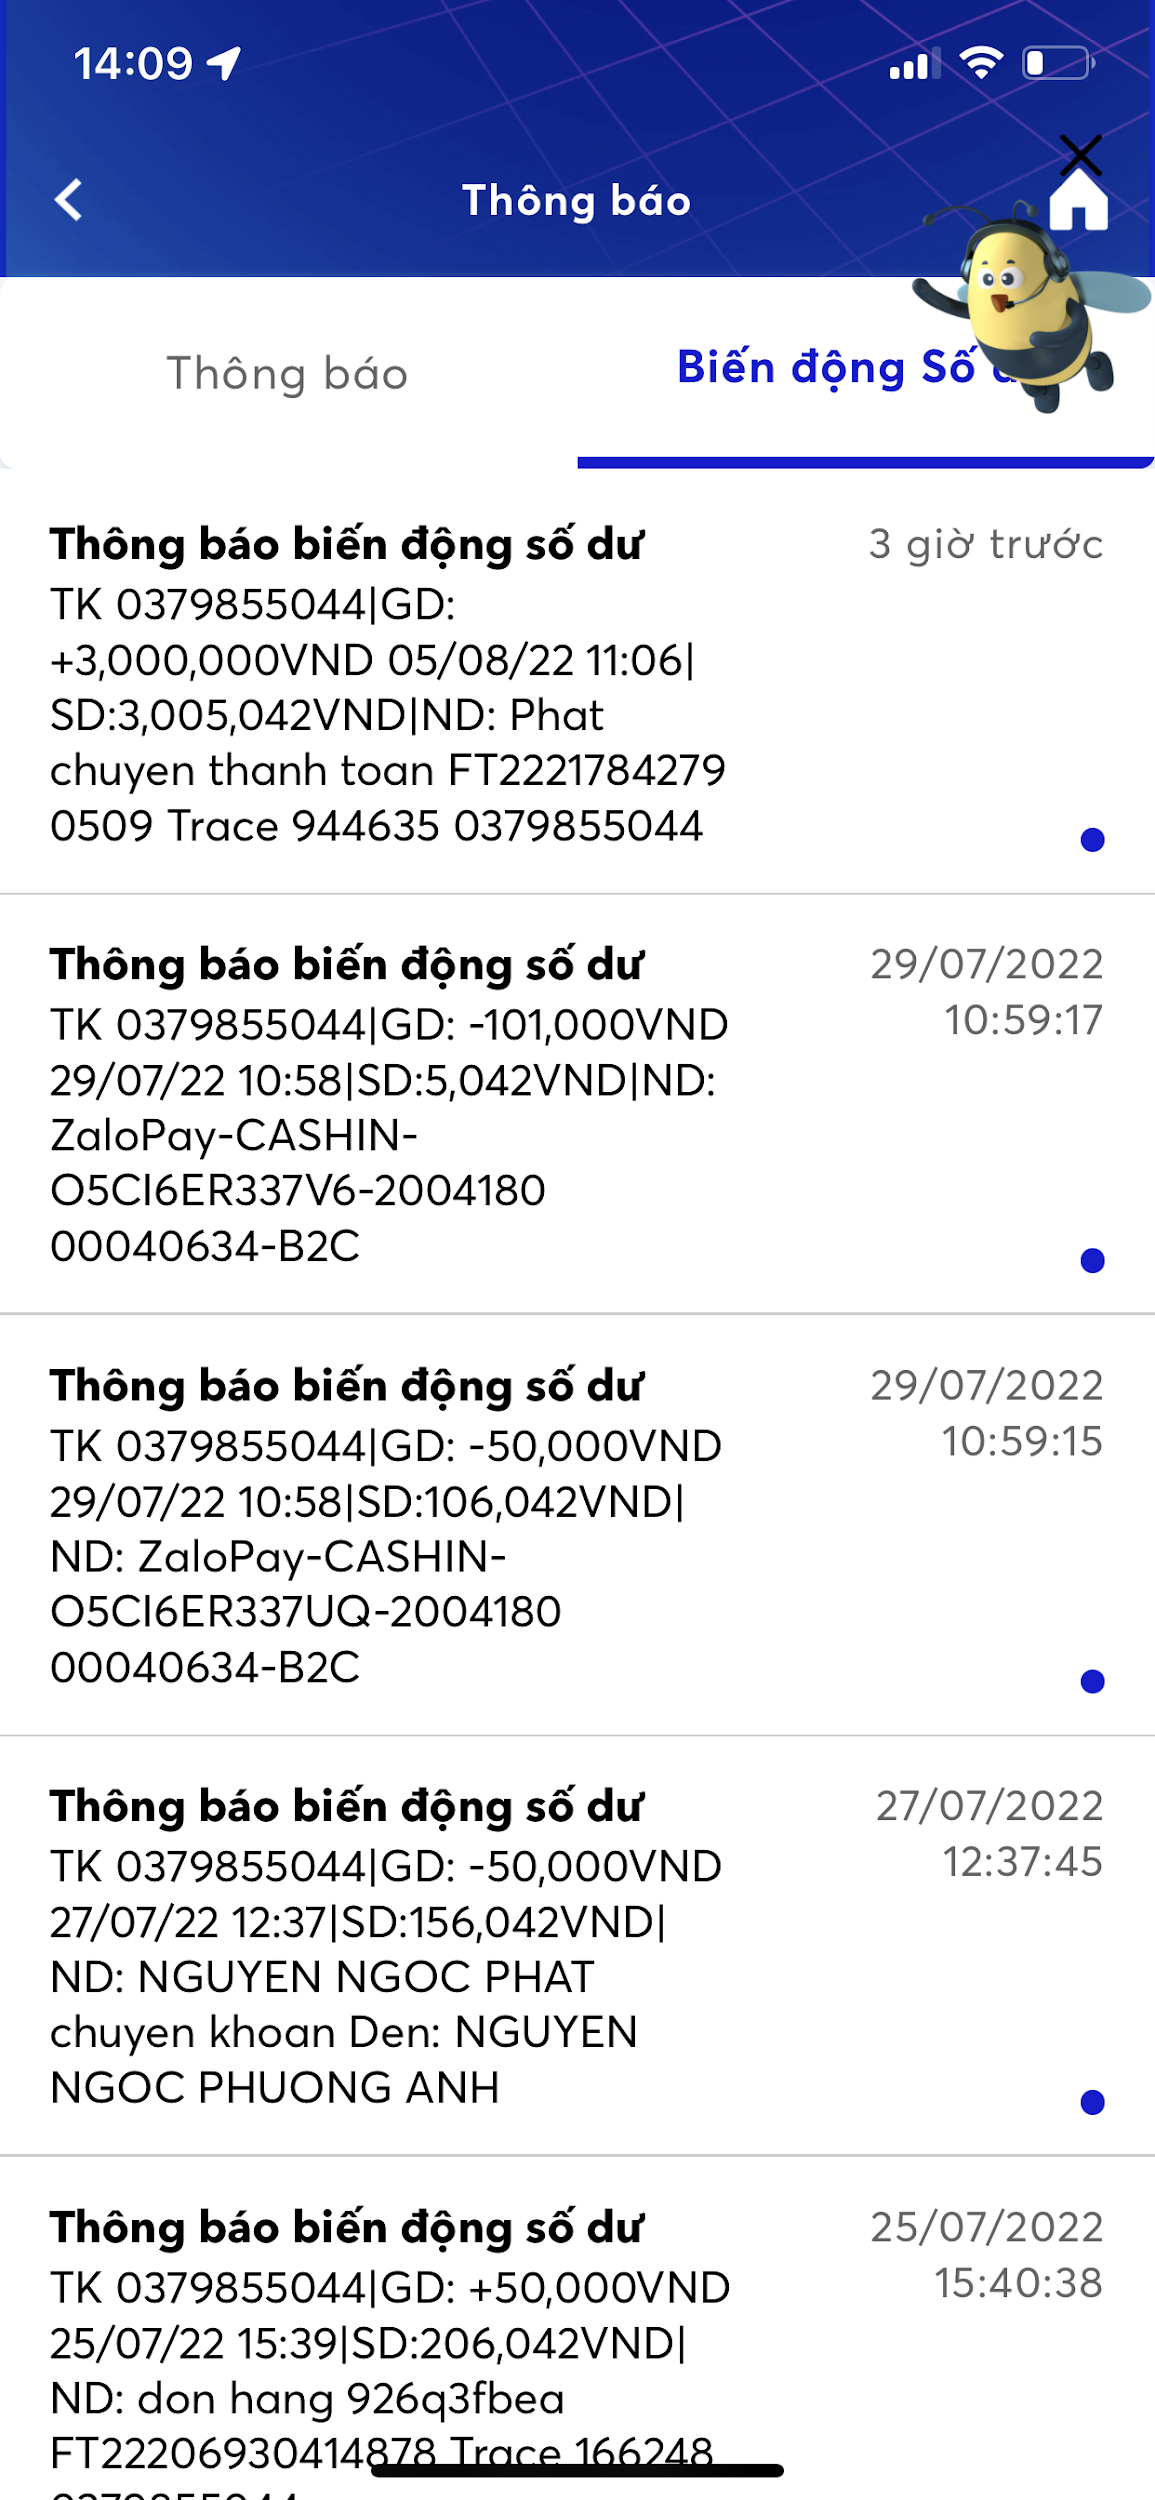 14:09
Thông báo
Thông báo
Biến động Số
Thông báo biến động số dư
3 giờ trước
TK 0379855044|GD:
+3,000,000VND 05/08/22 11:06|
SD:3,005,042VND|ND: Phat
chuyen thanh toan FT2221784279
0509 Trace 944635 0379855044
Thông báo biến động số dư
29/07/2022
10:59:17
TK 0379855044|GD: -101,000VND
29/07/22 10:58|SD:5,042VND|ND:
ZaloPay-CASHIN-
O5CI6ER337V6-2004180
00040634-B2C
Thông báo biến động số dư
29/07/2022
10:59:15
TK 0379855044|GD: -50,000VND
29/07/22 10:58|SD:106,042VND|
ND: ZaloPay-CASHIN-
O5CI6ER337UQ-2004180
00040634-B2C
Thông báo biến động số dư
27/07/2022
12:37:45
TK 0379855044|GD: -50,000VND
27/07/22 12:37|SD:156,042VND|
ND: NGUYEN NGOC PHAT
chuyen khoan Den: NGUYEN
NGOC PHUONG ANH
Thông báo biến động số dư
25/07/2022
15:40:38
TK 0379855044|GD: +50,000VND
25/07/22 15:39|SD:206,042VND|
ND: don hang 926q3fbea
FT22206930414878 Trace 166248